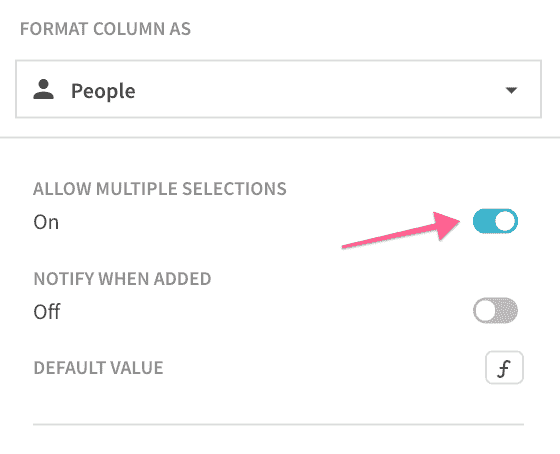 FORMAT COLUMN AS
People
ALLOW MULTIPLE SELECTIONS
On
NOTIFY WHEN ADDED
Off
DEFAULT VALUE
ƒ